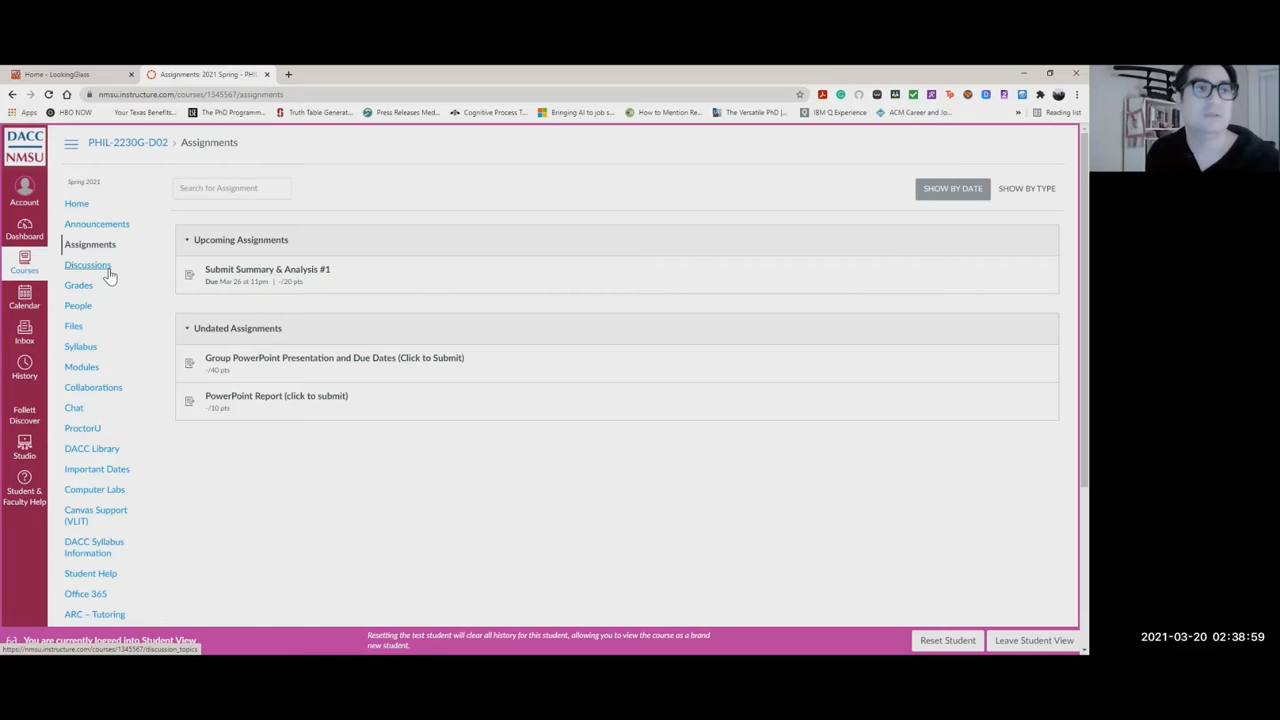 Home - LookingGlass
Assignments: 2021 Spring - PHIL
nmsu.instructure.com/courses/1345567/assignments
Apps
HBO NOW
Your Texas Benefits...
The PhD Programm...
Truth Table Generat...
Press Releases Med...
Cognitive Process T...
Bringing AI to job s...
How to Mention Re...
The Versatile PhD |...
IBM Q Experience
ACM Career and Jo...
»
Reading list
DACC
NMSU
PHIL-2230G-D02 › Assignments
Account
Dashboard
Courses
Calendar
Inbox
History
Follett
Discover
Studio
Student &
Faculty Help
Spring 2021
Home
Announcements
Assignments
Discussions
Grades
People
Files
Syllabus
Modules
Collaborations
Chat
ProctorU
DACC Library
Important Dates
Computer Labs
Canvas Support
(VLIT)
DACC Syllabus
Information
Student Help
Office 365
ARC – Tutoring
Search for Assignment
SHOW BY DATE
SHOW BY TYPE
Upcoming Assignments
Submit Summary & Analysis #1
Due Mar 26 at 11pm | -/20 pts
Undated Assignments
Group PowerPoint Presentation and Due Dates (Click to Submit)
-/40 pts
PowerPoint Report (click to submit)
-/10 pts
You are currently logged into Student View
https://nmsu.instructure.com/courses/1345567/discussion_topics
Resetting the test student will clear all history for this student, allowing you to view the course as a brand
new student.
Reset Student
Leave Student View
2021-03-20 02:38:59